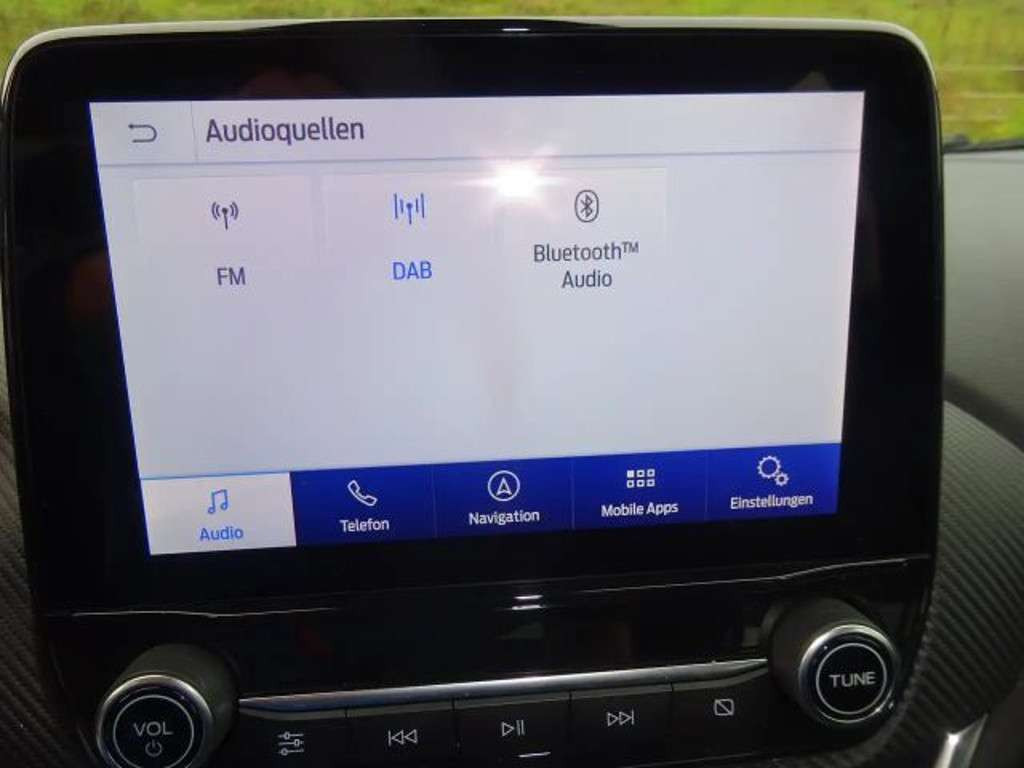 Audioquellen
FM
DAB
Bluetooth™
Audio
Audio
Telefon
Navigation
Mobile Apps
Einstellungen
VOL
TUNE